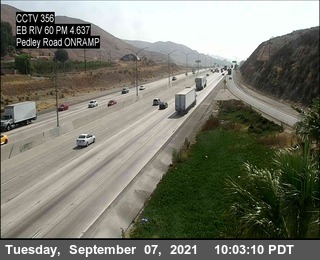 CCTV 356
EB RIV 60 PM 4.637
Pedley Road ONRAMP
Tuesday, September 07, 2021 10:03:10 PDT